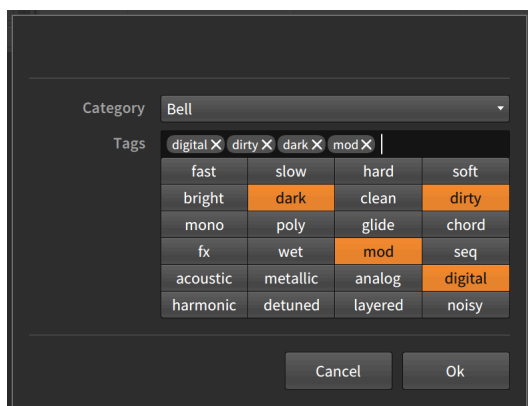 Category Bell
Tags digital dirty dark mod
fast slow hard soft
bright dark clean dirty
mono poly glide chord
fx wet mod seq
acoustic metallic analog digital
harmonic detuned layered noisy
Cancel Ok